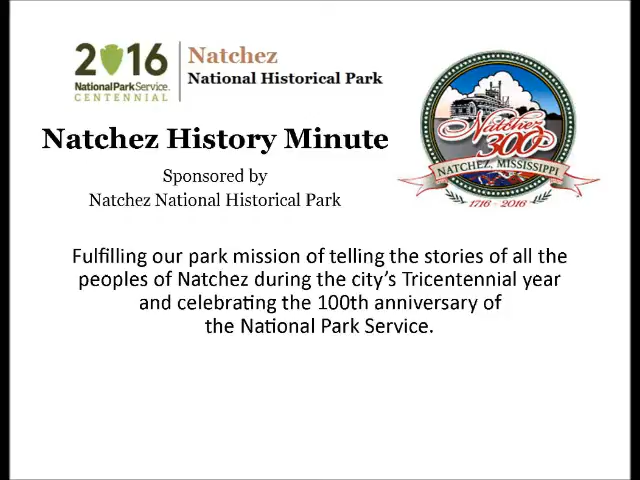 2016
National Park Service
CENTENNIAL
Natchez
National Historical Park
Natchez
300
NATCHEZ, MISSISSIPPI
1716 - 2016
Natchez History Minute
Sponsored by
Natchez National Historical Park
Fulfilling our park mission of telling the stories of all the
peoples of Natchez during the city's Tricentennial year
and celebrating the 100th anniversary of
the National Park Service.